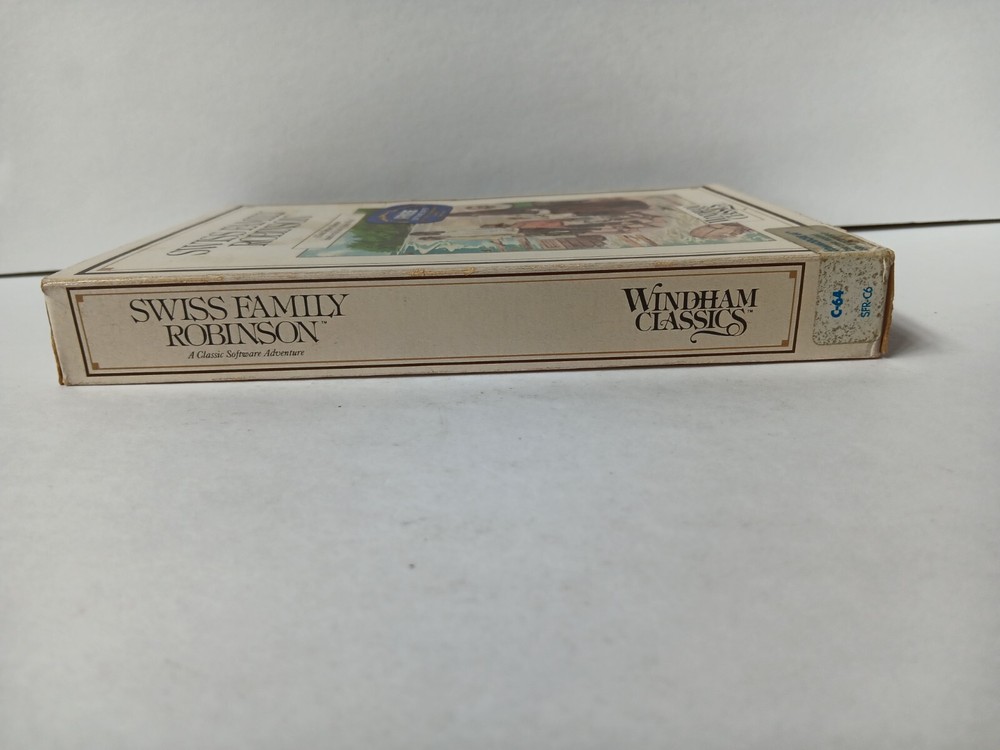 SWISS FAMILY
ROBINSON™
A Classic Software Adventure
WINDHAM
CLASSICS™
C-64
SFR-C6